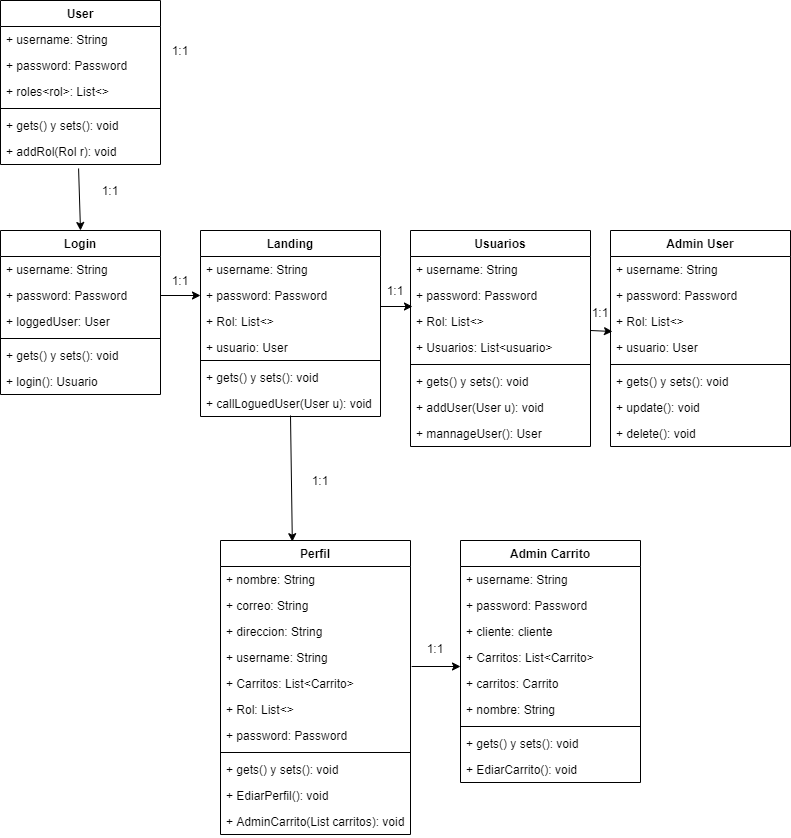 User
+ username: String
+ password: Password
+ roles<rol>: List<>
+ gets() y sets(): void
+ addRol(Rol r): void
1:1
1:1
Login
+ username: String
+ password: Password
+ loggedUser: User
+ gets() y sets(): void
+ login(): Usuario
1:1
Landing
+ username: String
+ password: Password
+ Rol: List<>
+ usuario: User
+ gets() y sets(): void
+ callLoguedUser(User u): void
1:1
Usuarios
+ username: String
+ password: Password
+ Rol: List<>
+ Usuarios: List<usuario>
+ gets() y sets(): void
+ addUser(User u): void
+ mannageUser(): User
1:1
Admin User
+ username: String
+ password: Password
+ Rol: List<>
+ usuario: User
+ gets() y sets(): void
+ update(): void
+ delete(): void
1:1
Perfil
+ nombre: String
+ correo: String
+ direccion: String
+ username: String
+ Carritos: List<Carrito>
+ Rol: List<>
+ password: Password
+ gets() y sets(): void
+ EdiarPerfil(): void
+ AdminCarrito(List carritos): void
1:1
Admin Carrito
+ username: String
+ password: Password
+ cliente: cliente
+ Carritos: List<Carrito>
+ carritos: Carrito
+ nombre: String
+ gets() y sets(): void
+ EdiarCarrito(): void